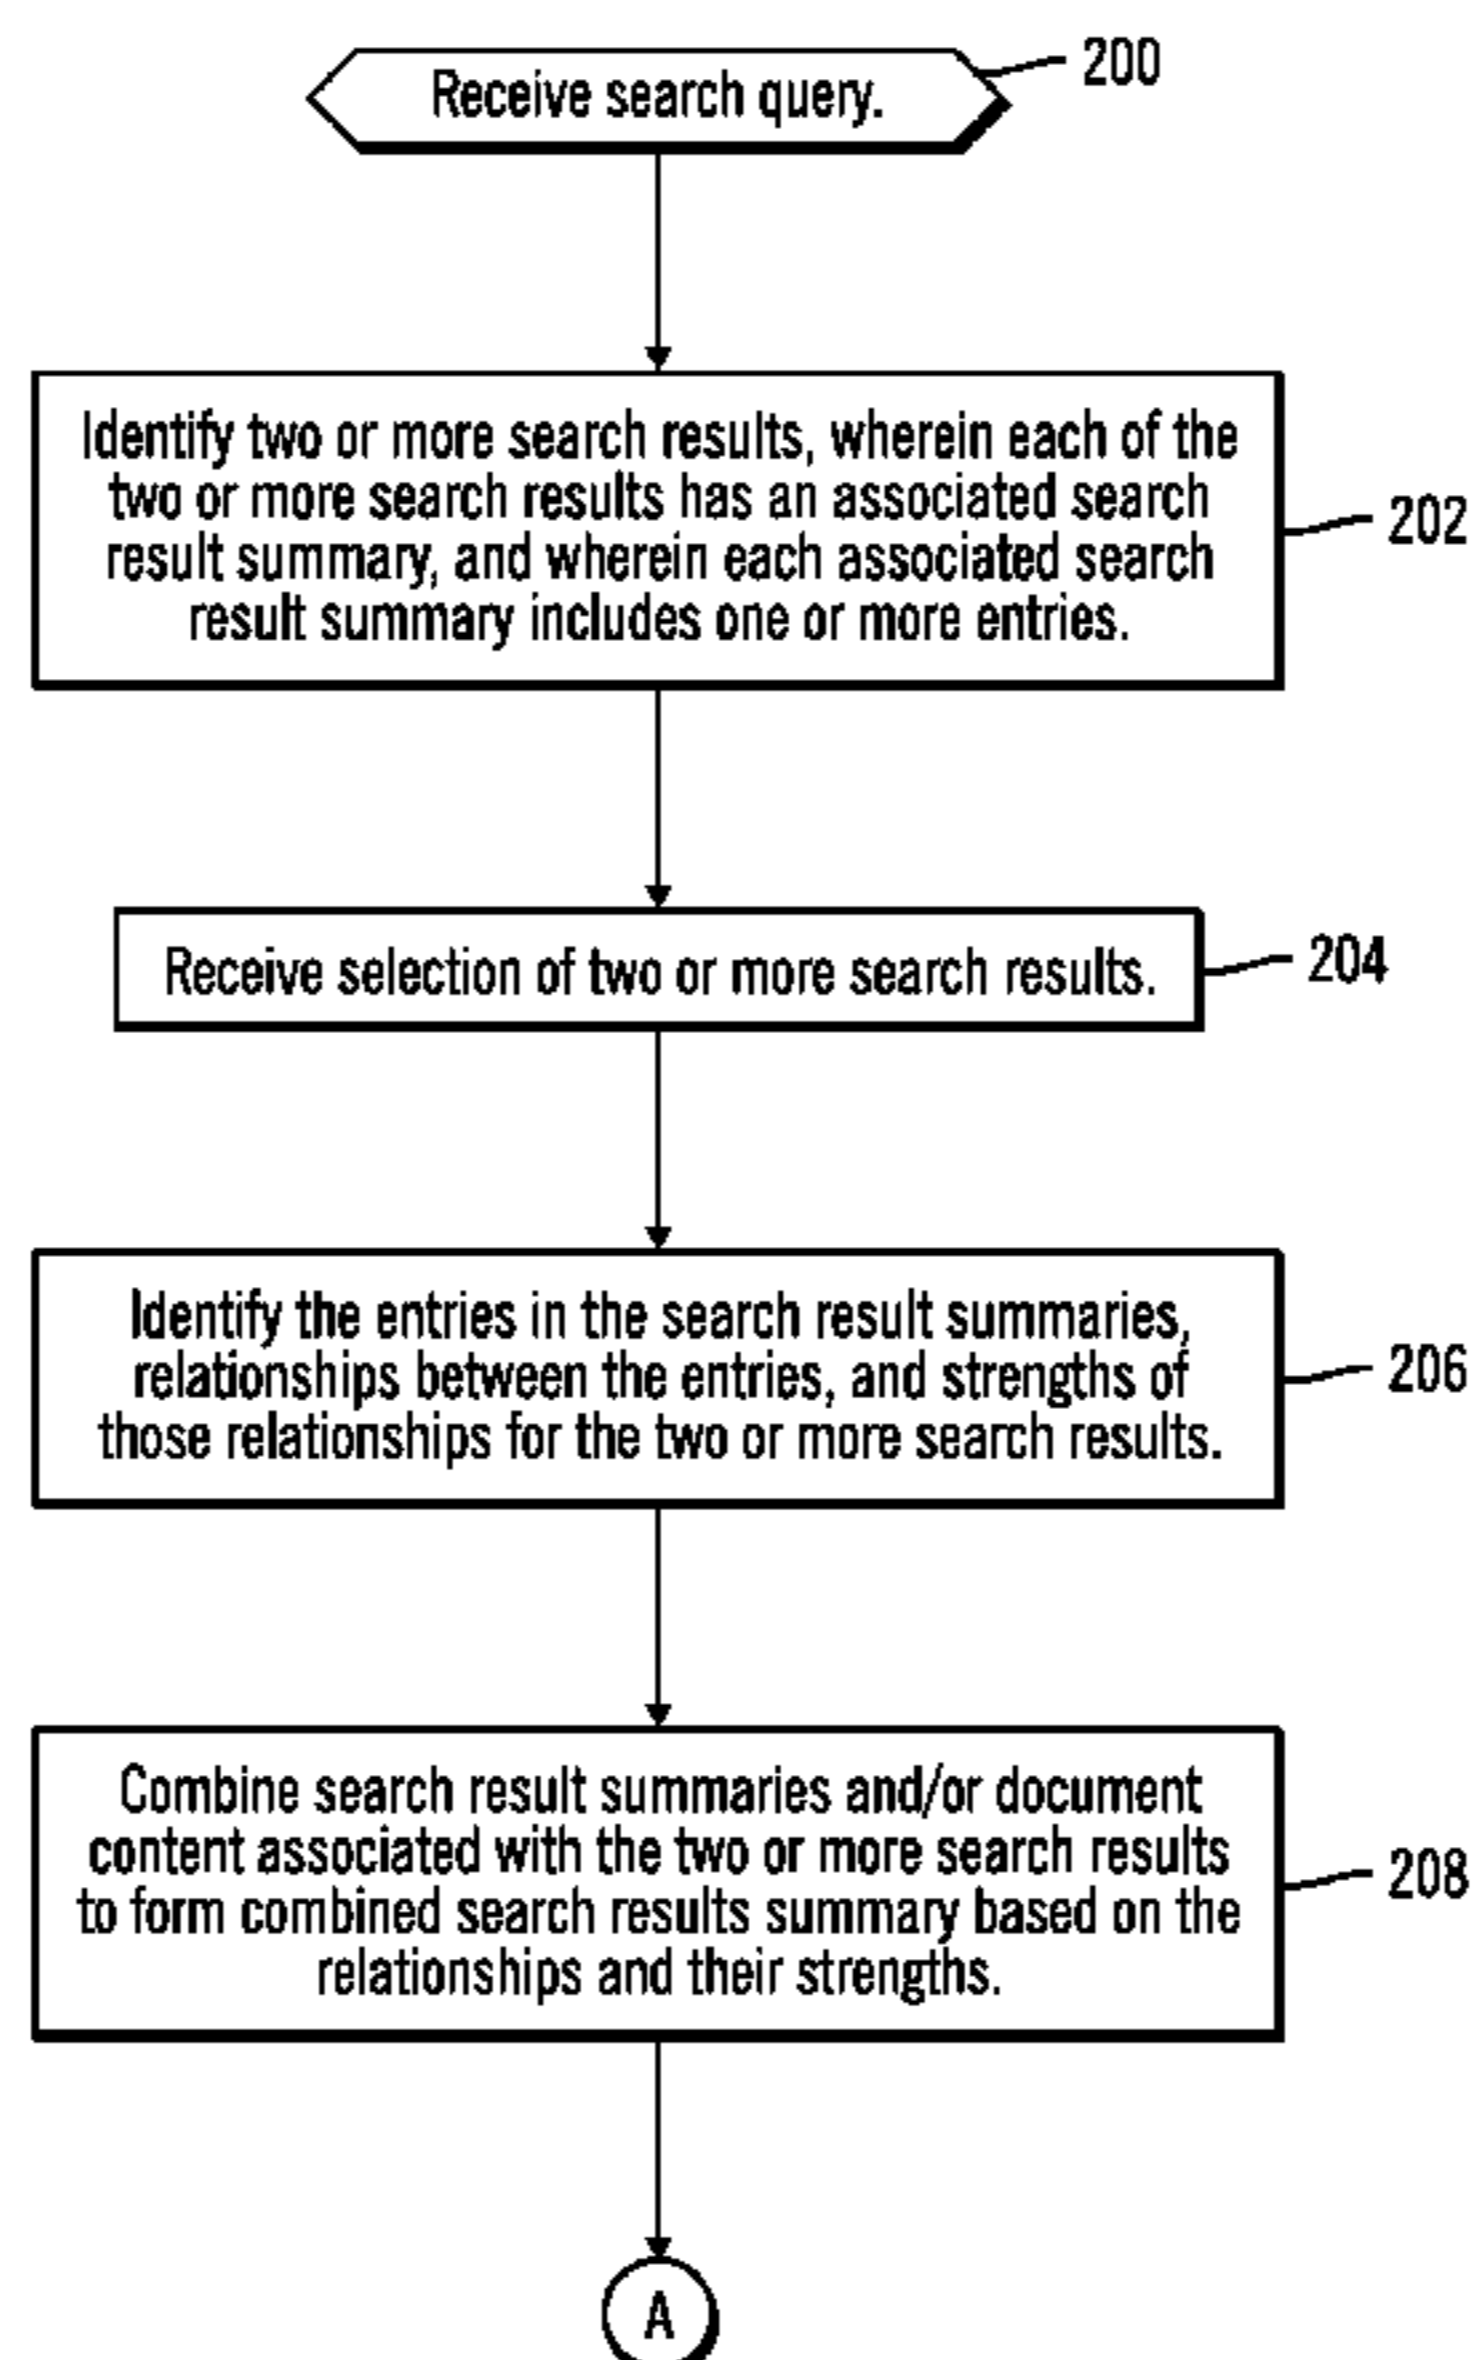 Receive search query.
200
Identify two or more search results, wherein each of the
two or more search results has an associated search
result summary, and wherein each associated search
result summary includes one or more entries.
202
Receive selection of two or more search results.
204
Identify the entries in the search result summaries,
relationships between the entries, and strengths of
those relationships for the two or more search results.
206
Combine search result summaries and/or document
content associated with the two or more search results
to form combined search results summary based on the
relationships and their strengths.
208
A